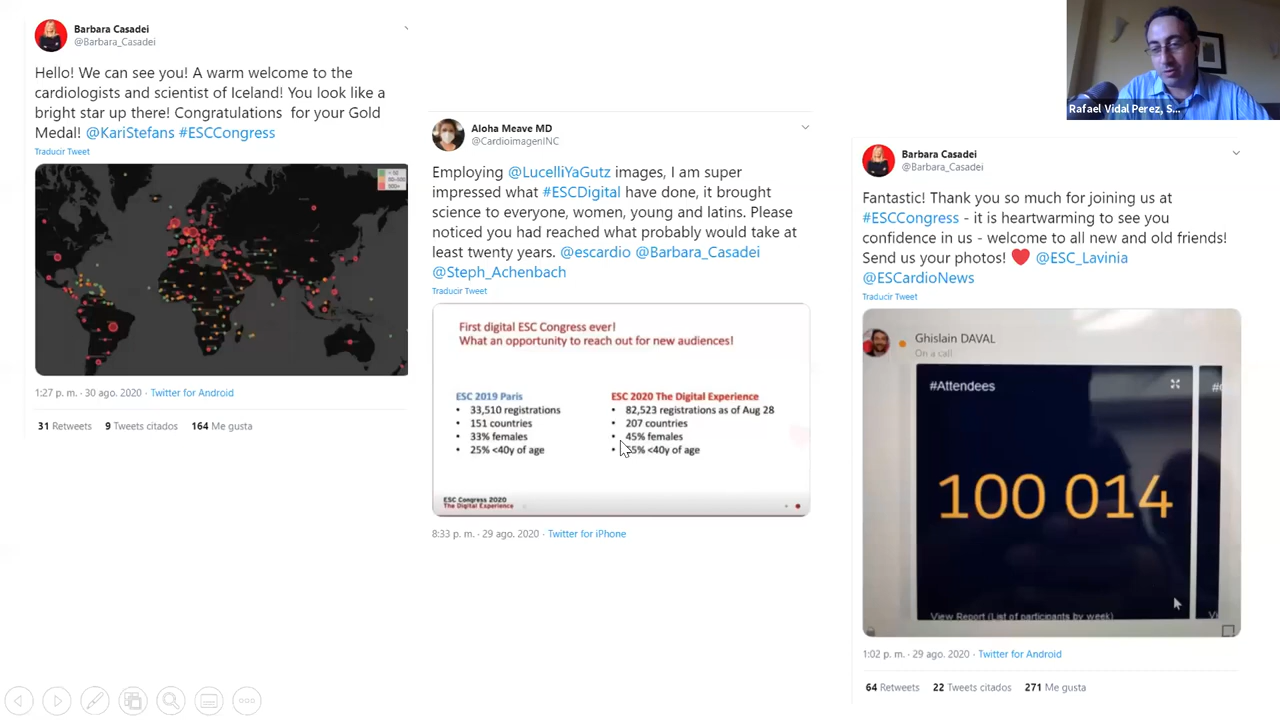 Barbara Casadei
@Barbara_Casadei
Hello! We can see you! A warm welcome to the
cardiologists and scientist of Iceland! You look like a
bright star up there! Congratulations for your Gold
Medal! @KariStefans #ESCCongress
Traducir Tweet
1:27 p. m. · 30 ago. 2020 · Twitter for Android
31 Retweets 9 Tweets citados 164 Me gusta
Aloha Meave MD
@CardioimagenINC
Employing @LucelliYaGutz images, I am super
impressed what #ESCDigital have done, it brought
science to everyone, women, young and latins. Please
noticed you had reached what probably would take at
least twenty years. @escardio @Barbara_Casadei
@Steph_Achenbach
Traducir Tweet
First digital ESC Congress ever!
What an opportunity to reach out for new audiences!
ESC 2019 Paris
• 33,510 registrations
• 151 countries
• 33% females
• 25% <40y of age
ESC 2020 The Digital Experience
• 82,523 registrations as of Aug 28
• 207 countries
• 45% females
• <40y of age
ESC Congress 2020
The Digital Experience
8:33 p. m. · 29 ago. 2020 · Twitter for iPhone
Rafael Vidal Perez, S...
Barbara Casadei
@Barbara_Casadei
Fantastic! Thank you so much for joining us at
#ESCCongress - it is heartwarming to see you
confidence in us - welcome to all new and old friends!
Send us your photos! ❤ @ESC_Lavinia
@ESCardioNews
Traducir Tweet
Ghislain DAVAL
On a call
#Attendees
100 014
View Report (List of participants by week)
1:02 p. m. · 29 ago. 2020 · Twitter for Android
64 Retweets 22 Tweets citados 271 Me gusta